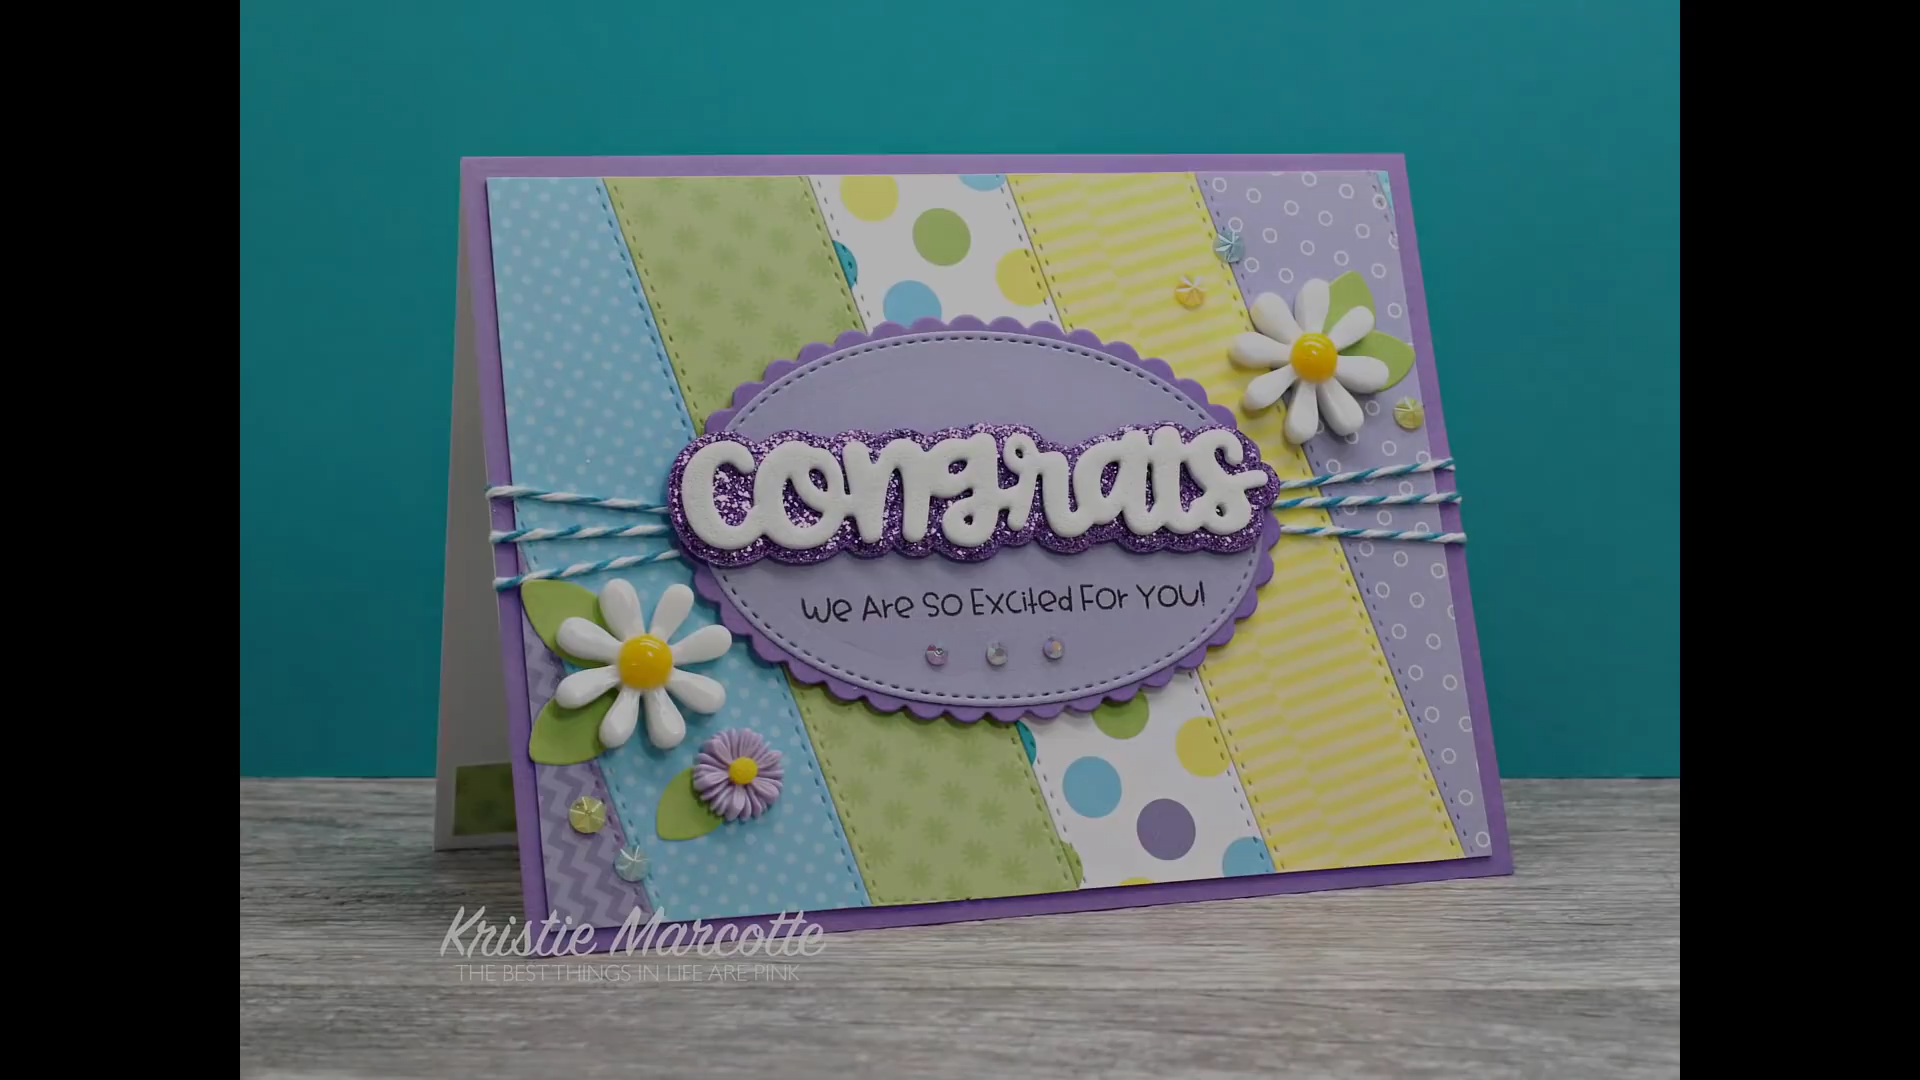 congrats
We Are So Excited For You!
Kristie Marcotte
THE BEST THINGS IN LIFE ARE PINK